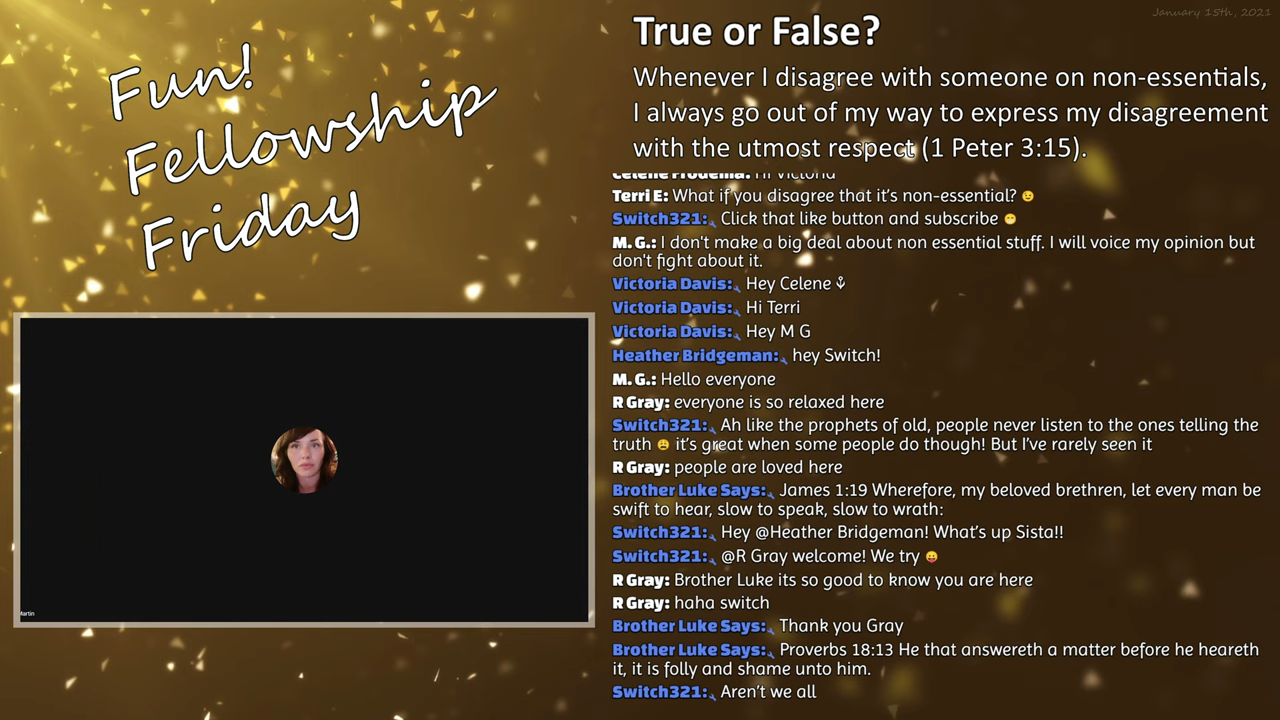 January 15th, 2021
Fun!
Fellowship
Friday
True or False?
Whenever I disagree with someone on non-essentials,
I always go out of my way to express my disagreement
with the utmost respect (1 Peter 3:15).
Hi Victoria
Terri E: What if you disagree that it's non-essential? 😉
Switch321: Click that like button and subscribe 😁
M. G.: I don't make a big deal about non essential stuff. I will voice my opinion but
don't fight about it.
Victoria Davis: Hey Celene
Victoria Davis: Hi Terri
Victoria Davis: Hey M G
Heather Bridgeman: hey Switch!
M. G.: Hello everyone
R Gray: everyone is so relaxed here
Switch321: Ah like the prophets of old, people never listen to the ones telling the
truth 😩 it's great when some people do though! But I've rarely seen it
R Gray: people are loved here
Brother Luke Says: James 1:19 Wherefore, my beloved brethren, let every man be
swift to hear, slow to speak, slow to wrath:
Switch321: Hey @Heather Bridgeman! What's up Sista!!
Switch321: @R Gray welcome! We try 😛
R Gray: Brother Luke its so good to know you are here
R Gray: haha switch
Brother Luke Says: Thank you Gray
Brother Luke Says: Proverbs 18:13 He that answereth a matter before he heareth
it, it is folly and shame unto him.
Switch321: Aren't we all
Martin